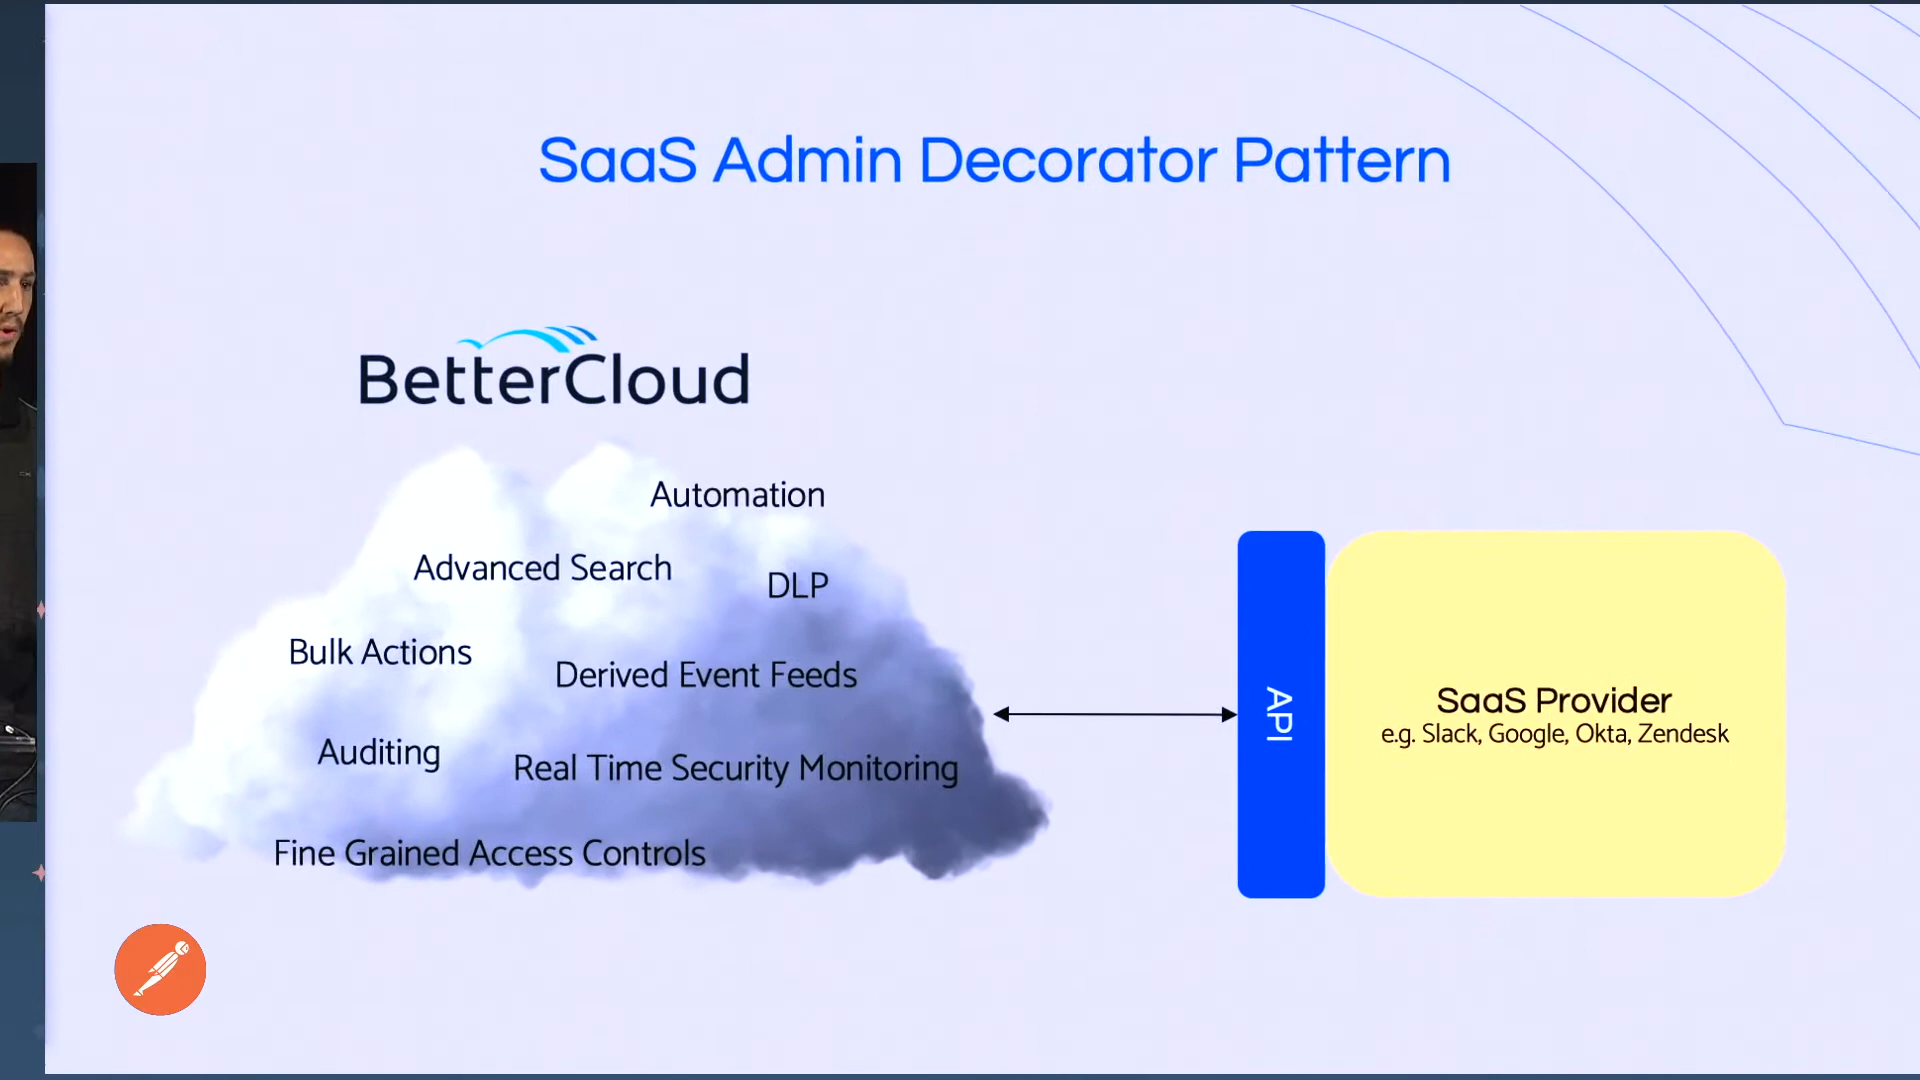 SaaS Admin Decorator Pattern
BetterCloud
Automation
Advanced Search
DLP
Bulk Actions
Derived Event Feeds
Auditing
Real Time Security Monitoring
Fine Grained Access Controls
API
SaaS Provider
e.g. Slack, Google, Okta, Zendesk